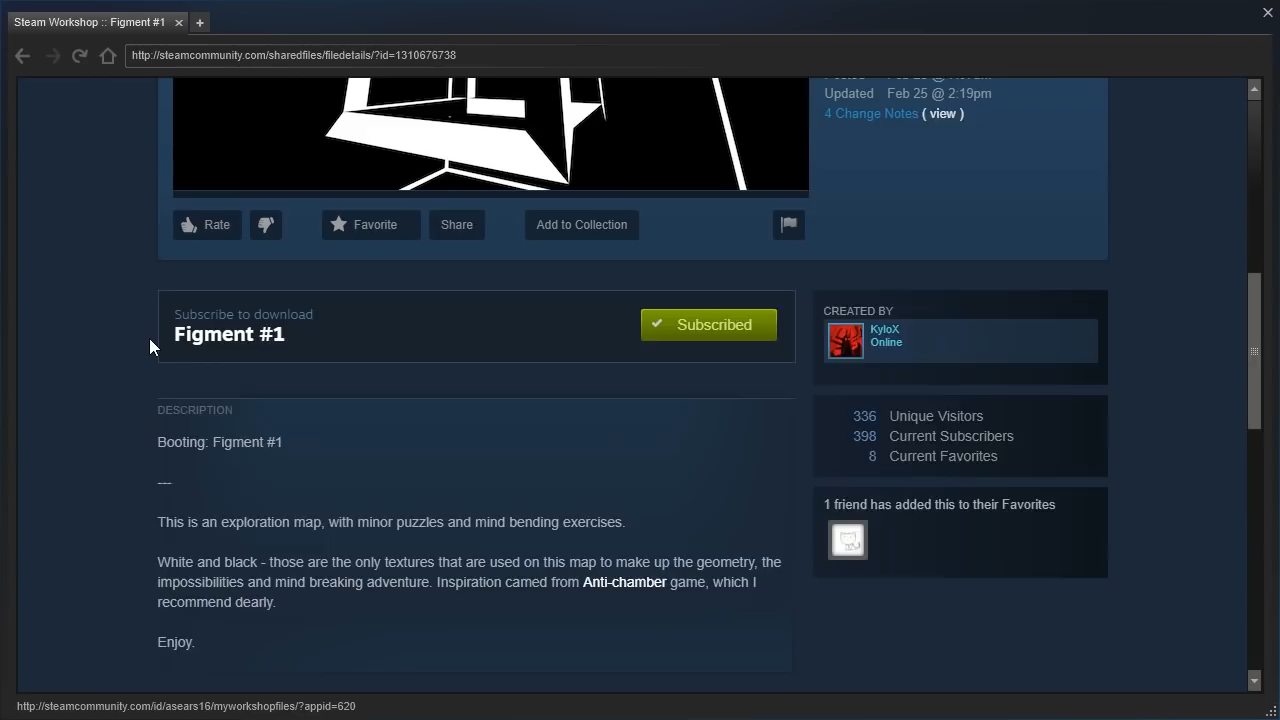 Steam Workshop :: Figment #1
http://steamcommunity.com/sharedfiles/filedetails/?id=1310676738
Updated Feb 25 @ 2:19pm
4 Change Notes ( view )
Rate
Favorite
Share
Add to Collection
Subscribe to download
Figment #1
Subscribed
CREATED BY
KyloX
Online
DESCRIPTION
Booting: Figment #1
---
This is an exploration map, with minor puzzles and mind bending exercises.
White and black - those are the only textures that are used on this map to make up the geometry, the
impossibilities and mind breaking adventure. Inspiration camed from Anti-chamber game, which I
recommend dearly.
Enjoy.
336 Unique Visitors
398 Current Subscribers
8 Current Favorites
1 friend has added this to their Favorites
http://steamcommunity.com/id/asears16/myworkshopfiles/?appid=620